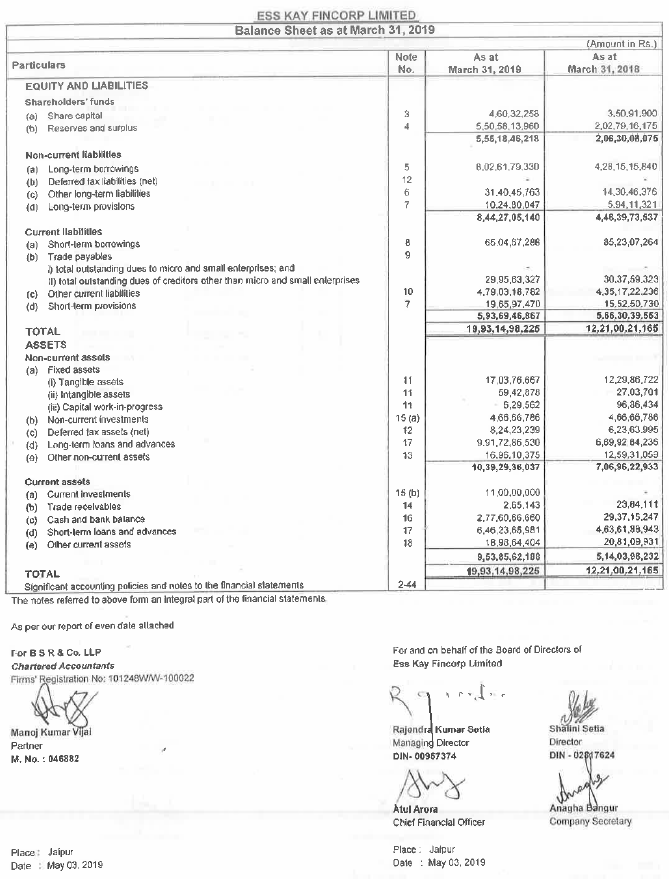 ESS KAY FINCORP LIMITED
Balance Sheet as at March 31, 2019
(Amount in Rs.)
Particulars Note No. As at March 31, 2019 As at March 31, 2018
EQUITY AND LIABILITIES
Shareholders' funds
(a) Share capital 3 4,60,32,258 3,50,91,900
(b) Reserves and surplus 4 5,50,58,13,960 2,02,79,16,175
5,55,18,46,218 2,06,30,08,075
Non-current liabilities
(a) Long-term borrowings 5 8,02,61,79,330 4,28,15,15,840
(b) Deferred tax liabilities (net) 12 - -
(c) Other long-term liabilities 6 31,40,45,763 14,30,46,376
(d) Long-term provisions 7 10,24,80,047 5,94,11,321
8,44,27,05,140 4,48,39,73,537
Current liabilities
(a) Short-term borrowings 8 65,04,67,288 85,23,07,264
(b) Trade payables 9
i) total outstanding dues to micro and small enterprises; and - -
ii) total outstanding dues of creditors other than micro and small enterprises 29,95,63,327 30,37,59,323
(c) Other current liabilities 10 4,79,03,18,782 4,35,17,22,236
(d) Short-term provisions 7 19,65,97,470 15,52,50,730
5,93,69,46,867 5,66,30,39,553
TOTAL 19,93,14,98,225 12,21,00,21,165
ASSETS
Non-current assets
(a) Fixed assets
(i) Tangible assets 11 17,03,76,667 12,29,86,722
(ii) Intangible assets 11 59,42,878 27,03,701
(iii) Capital work-in-progress 11 6,29,562 96,86,434
(b) Non-current investments 15 (a) 4,66,66,786 4,66,66,786
(c) Deferred tax assets (net) 12 8,24,23,239 6,23,63,995
(d) Long-term loans and advances 17 9,91,72,86,530 6,69,92,84,235
(e) Other non-current assets 13 16,96,10,375 12,59,31,059
10,39,29,36,037 7,06,96,22,933
Current assets
(a) Current investments 15 (b) 11,00,00,000 -
(b) Trade receivables 14 2,65,143 23,84,111
(c) Cash and bank balance 16 2,77,60,66,660 29,37,15,247
(d) Short-term loans and advances 17 6,46,23,65,981 4,63,61,88,943
(e) Other current assets 18 18,98,64,404 20,81,09,931
9,53,85,62,188 5,14,03,98,232
TOTAL 19,93,14,98,225 12,21,00,21,165
Significant accounting policies and notes to the financial statements 2-44
The notes referred to above form an integral part of the financial statements.
As per our report of even date attached
For B S R & Co. LLP
Chartered Accountants
Firms' Registration No: 101248W/W-100022
Manoj Kumar Vijai
Partner
M. No. : 046882
Place : Jaipur
Date : May 03, 2019
For and on behalf of the Board of Directors of
Ess Kay Fincorp Limited
Rajendra Kumar Setia
Managing Director
DIN- 00957374
Shalini Setia
Director
DIN - 02817624
Atul Arora
Chief Financial Officer
Anagha Bangur
Company Secretary
Place : Jaipur
Date : May 03, 2019